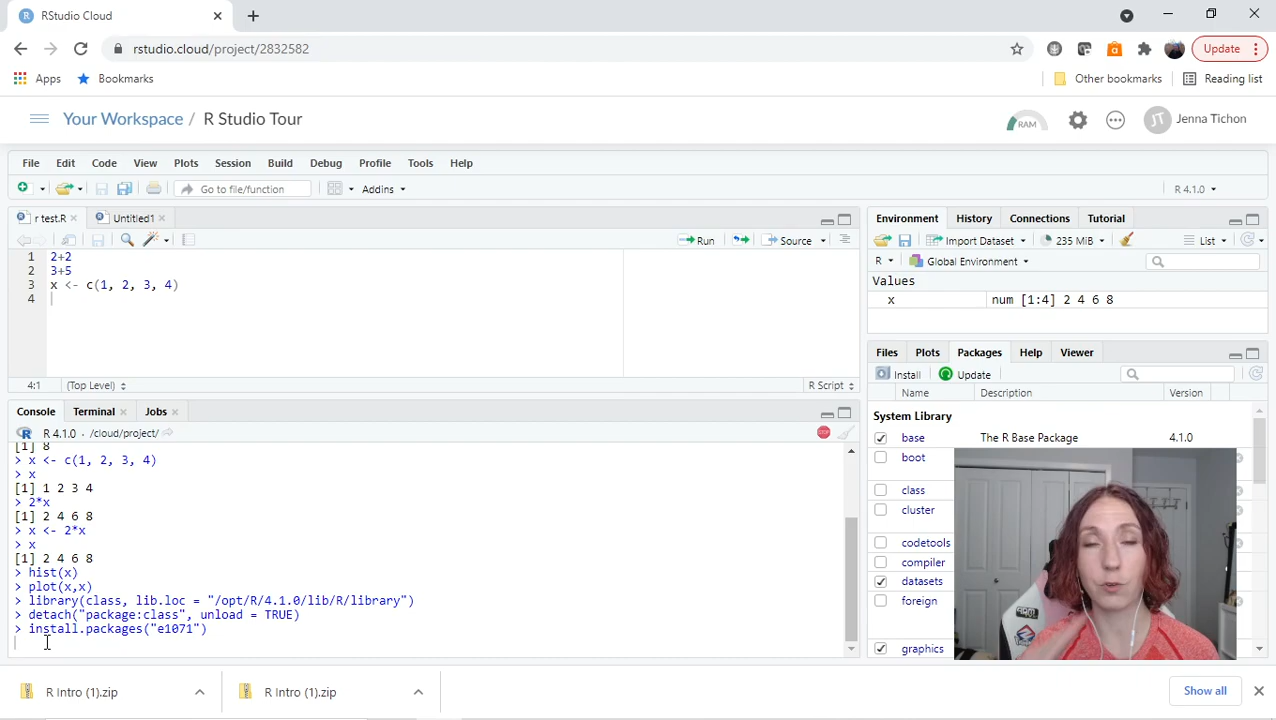 RStudio Cloud
rstudio.cloud/project/2832582
Update
Apps
Bookmarks
Other bookmarks
Reading list
Your Workspace / R Studio Tour
RAM
JT
Jenna Tichon
File Edit Code View Plots Session Build Debug Profile Tools Help
Go to file/function
Addins
R 4.1.0
r test.R
Untitled1
Run
Source
1 2+2
2 3+5
3 x <- c(1, 2, 3, 4)
4
4:1 (Top Level)
R Script
Console Terminal Jobs
R 4.1.0 · /cloud/project/
STOP
[1] 8
> x <- c(1, 2, 3, 4)
> x
[1] 1 2 3 4
> 2*x
[1] 2 4 6 8
> x <- 2*x
> x
[1] 2 4 6 8
> hist(x)
> plot(x,x)
> library(class, lib.loc = "/opt/R/4.1.0/lib/R/library")
> detach("package:class", unload = TRUE)
> install.packages("e1071")
Environment History Connections Tutorial
Import Dataset
235 MiB
List
R
Global Environment
Values
x num [1:4] 2 4 6 8
Files Plots Packages Help Viewer
Install
Update
Name Description Version
System Library
base The R Base Package 4.1.0
boot
class
cluster
codetools
compiler
datasets
foreign
graphics
R Intro (1).zip
R Intro (1).zip
Show all